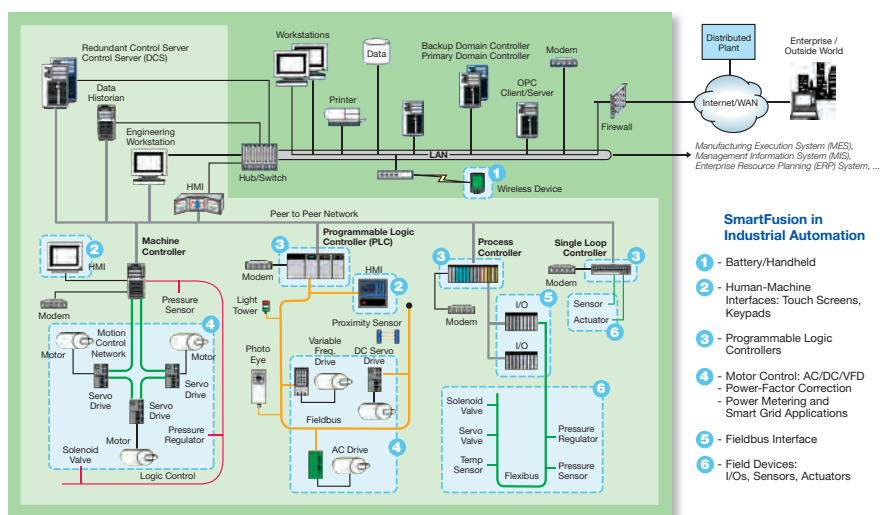 Redundant Control Server
Control Server (DCS)
Data
Historian
Engineering
Workstation
HMI
Hub/Switch
Workstations
Printer
Data
Backup Domain Controller
Primary Domain Controller
OPC
Client/Server
Modem
LAN
Wireless Device
1
Firewall
Distributed
Plant
Internet/WAN
Enterprise /
Outside World
Manufacturing Execution System (MES),
Management Information System (MIS),
Enterprise Resource Planning (ERP) System, ...
Peer to Peer Network
2
HMI
Machine
Controller
Modem
Pressure
Sensor
4
Motion
Control
Network
Motor
Motor
Servo
Drive
Servo
Drive
Servo
Drive
Motor
Pressure
Regulator
Solenoid
Valve
Logic Control
Programmable Logic
Controller (PLC)
3
Modem
HMI
2
Light
Tower
Proximity Sensor
Photo
Eye
Variable
Freq.
Drive
DC Servo
Drive
Fieldbus
AC Drive
4
Process
Controller
3
Modem
I/O
I/O
5
Single Loop
Controller
3
Modem
Sensor
Actuator
6
6
Solenoid
Valve
Servo
Valve
Temp
Sensor
Flexibus
Pressure
Regulator
Pressure
Sensor
SmartFusion in
Industrial Automation
1 - Battery/Handheld
2 - Human-Machine
Interfaces: Touch Screens,
Keypads
3 - Programmable Logic
Controllers
4 - Motor Control: AC/DC/VFD
- Power-Factor Correction
- Power Metering and
Smart Grid Applications
5 - Fieldbus Interface
6 - Field Devices:
I/Os, Sensors, Actuators